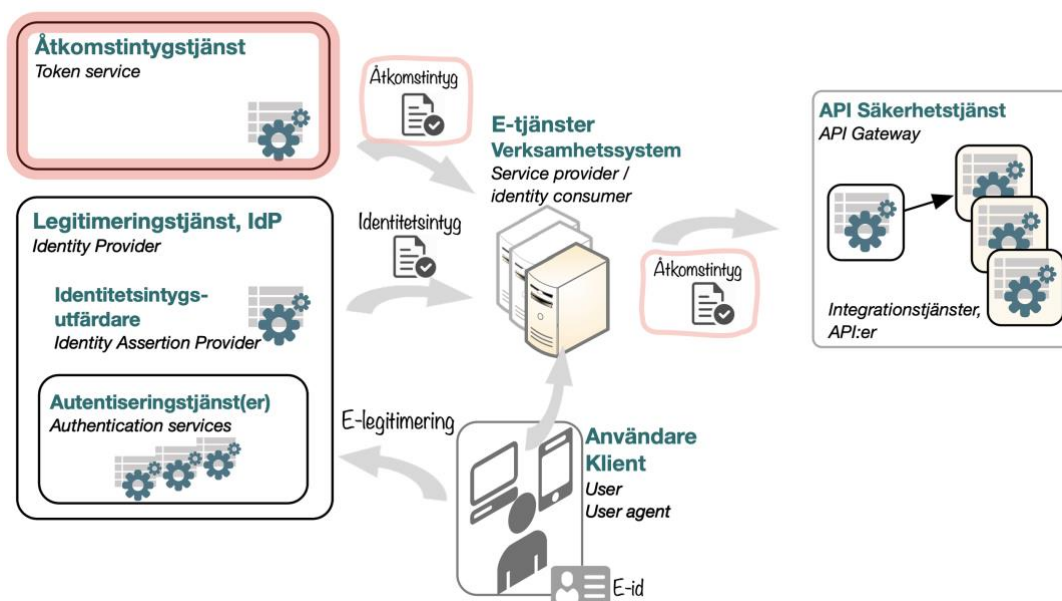 Åtkomstintygstjänst
Token service
Åtkomstintyg
E-tjänster
Verksamhetssystem
Service provider /
identity consumer
API Säkerhetstjänst
API Gateway
Integrationstjänster,
API:er
Legitimeringstjänst, IdP
Identity Provider
Identitetsintyg
Identitetsintygs-
utfärdare
Identity Assertion Provider
Åtkomstintyg
Autentiseringstjänst(er)
Authentication services
E-legitimering
Användare
Klient
User
User agent
E-id